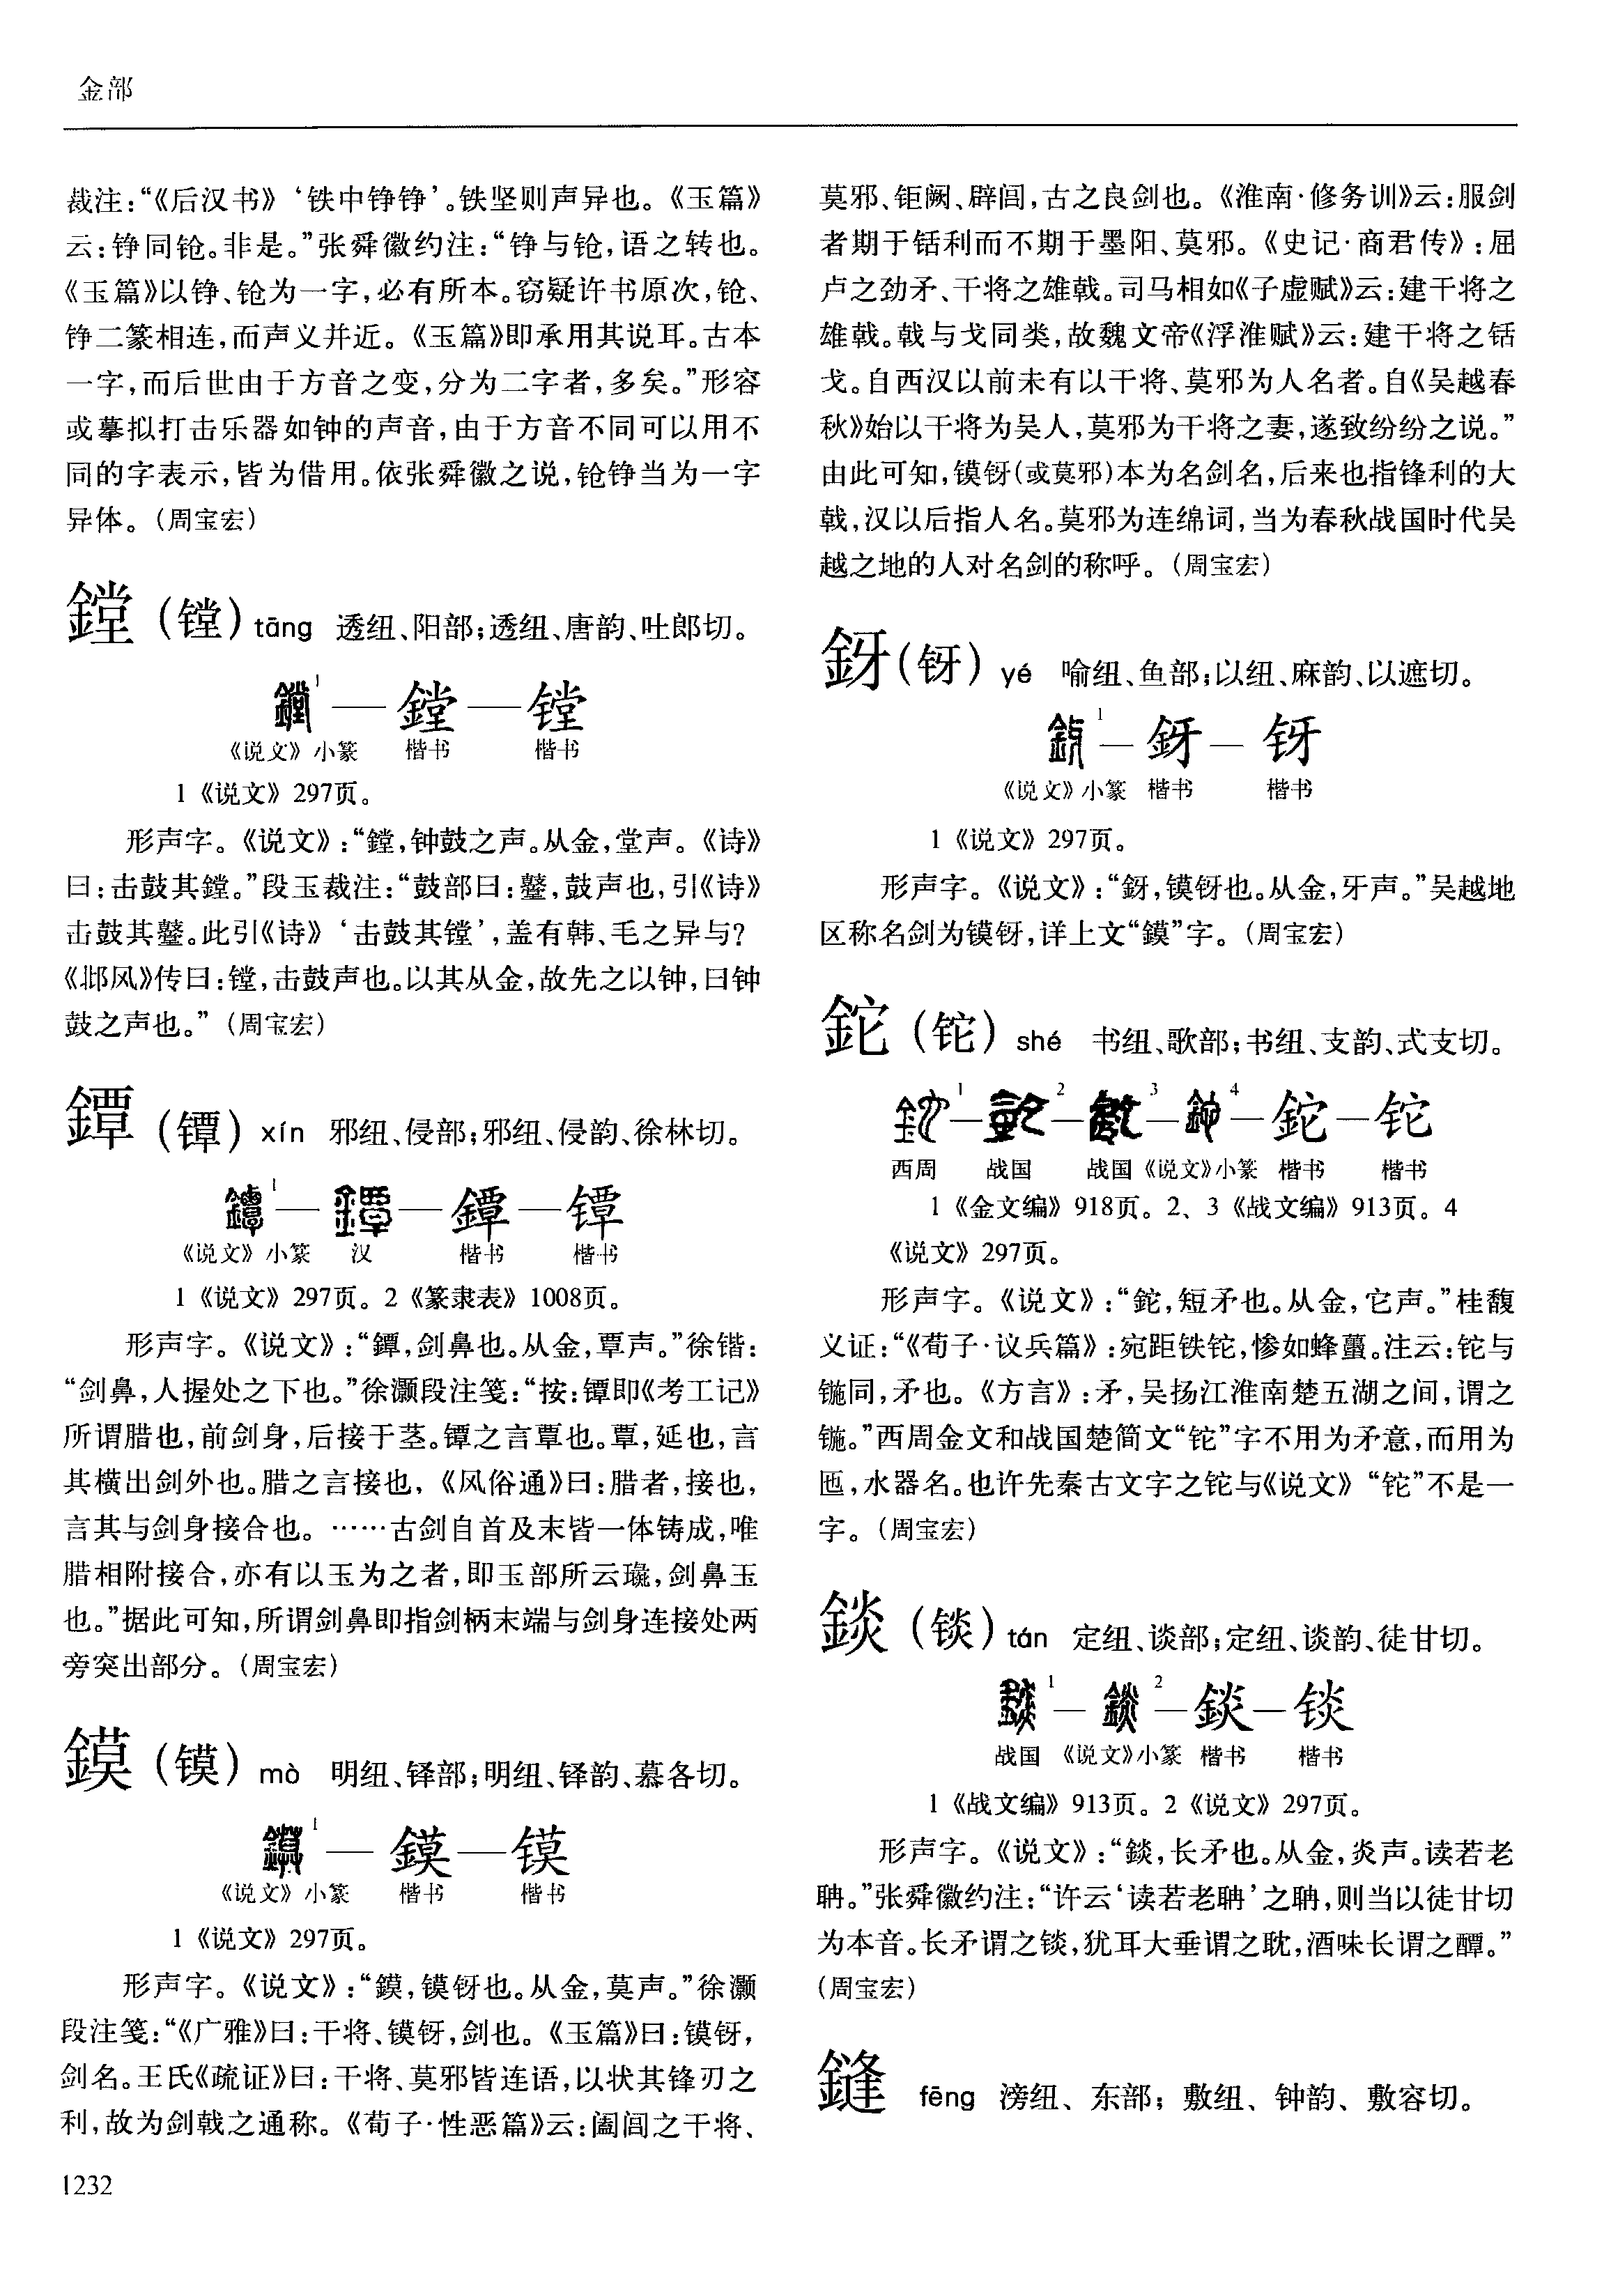 金部
裁注：“《后汉书》‘铁中铮铮’。铁坚则声异也。《玉篇》
云：铮同铪。非是。”张舜徽约注：“铮与铪，语之转也。
《玉篇》以铮、铪为一字，必有所本。窃疑许书原次，铪、
铮二篆相连，而声义并近。《玉篇》即承用其说耳。古本
一字，而后世由于方音之变，分为二字者，多矣。”形容
或摹拟打击乐器如钟的声音，由于方音不同可以用不
同的字表示，皆为借用。依张舜徽之说，铪铮当为一字
异体。（周宝宏）
鏜（镗）tāng 透纽、阳部；透纽、唐韵、吐郎切。
1 — 鏜 — 镗
《说文》小篆 楷书 楷书
1《说文》297页。
形声字。《说文》：“鏜，钟鼓之声。从金，堂声。《诗》
曰：击鼓其鏜。”段玉裁注：“鼓部曰：鼞，鼓声也，引《诗》
击鼓其鼞。此引《诗》‘击鼓其镗’，盖有韩、毛之异与？
《邶风》传曰：镗，击鼓声也。以其从金，故先之以钟，曰钟
鼓之声也。”（周宝宏）
鐔（镡）xín 邪纽、侵部；邪纽、侵韵、徐林切。
1 — 鐔 — 鐔 — 镡
《说文》小篆 汉 楷书 楷书
1《说文》297页。2《篆隶表》1008页。
形声字。《说文》：“鐔，剑鼻也。从金，覃声。”徐锴：
“剑鼻，人握处之下也。”徐灏段注笺：“按：镡即《考工记》
所谓腊也，前剑身，后接于茎。镡之言覃也。覃，延也，言
其横出剑外也。腊之言接也，《风俗通》曰：腊者，接也，
言其与剑身接合也。……古剑自首及末皆一体铸成，唯
腊相附接合，亦有以玉为之者，即玉部所云璏，剑鼻玉
也。”据此可知，所谓剑鼻即指剑柄末端与剑身连接处两
旁突出部分。（周宝宏）
鏌（镆）mò 明纽、铎部；明纽、铎韵、慕各切。
1 — 鏌 — 镆
《说文》小篆 楷书 楷书
1《说文》297页。
形声字。《说文》：“鏌，镆釾也。从金，莫声。”徐灏
段注笺：“《广雅》曰：干将、镆釾，剑也。《玉篇》曰：镆釾，
剑名。王氏《疏证》曰：干将、莫邪皆连语，以状其锋刃之
利，故为剑戟之通称。《荀子·性恶篇》云：阖闾之干将、
莫邪、钜阙、辟闾，古之良剑也。《淮南·修务训》云：服剑
者期于铦利而不期于墨阳、莫邪。《史记·商君传》：屈
卢之劲矛、干将之雄戟。司马相如《子虚赋》云：建干将之
雄戟。戟与戈同类，故魏文帝《浮淮赋》云：建干将之铦
戈。自西汉以前未有以干将、莫邪为人名者。自《吴越春
秋》始以干将为吴人，莫邪为干将之妻，遂致纷纷之说。”
由此可知，镆釾（或莫邪）本为名剑名，后来也指锋利的大
戟，汉以后指人名。莫邪为连绵词，当为春秋战国时代吴
越之地的人对名剑的称呼。（周宝宏）
釾（𫓩）yé 喻纽、鱼部；以纽、麻韵、以遮切。
1 — 釾 — 𫓩
《说文》小篆 楷书 楷书
1《说文》297页。
形声字。《说文》：“釾，镆釾也。从金，牙声。”吴越地
区称名剑为镆釾，详上文“鏌”字。（周宝宏）
鉈（铊）shé 书纽、歌部；书纽、支韵、式支切。
1 — 2 — 3 — 4 — 鉈 — 铊
西周 战国 战国《说文》小篆 楷书 楷书
1《金文编》918页。2、3《战文编》913页。4
《说文》297页。
形声字。《说文》：“鉈，短矛也。从金，它声。”桂馥
义证：“《荀子·议兵篇》：宛距铁铊，惨如蜂虿。注云：铊与
𨱑同，矛也。《方言》：矛，吴扬江淮南楚五湖之间，谓之
𨱑。”西周金文和战国楚简文“铊”字不用为矛意，而用为
匜，水器名。也许先秦古文字之铊与《说文》“铊”不是一
字。（周宝宏）
錟（锬）tán 定纽、谈部；定纽、谈韵、徒甘切。
1 — 2 — 錟 — 锬
战国 《说文》小篆 楷书 楷书
1《战文编》913页。2《说文》297页。
形声字。《说文》：“錟，长矛也。从金，炎声。读若老
聃。”张舜徽约注：“许云‘读若老聃’之聃，则当以徒甘切
为本音。长矛谓之锬，犹耳大垂谓之耽，酒味长谓之醰。”
（周宝宏）
鏠 fēng 滂纽、东部；敷纽、钟韵、敷容切。
1232